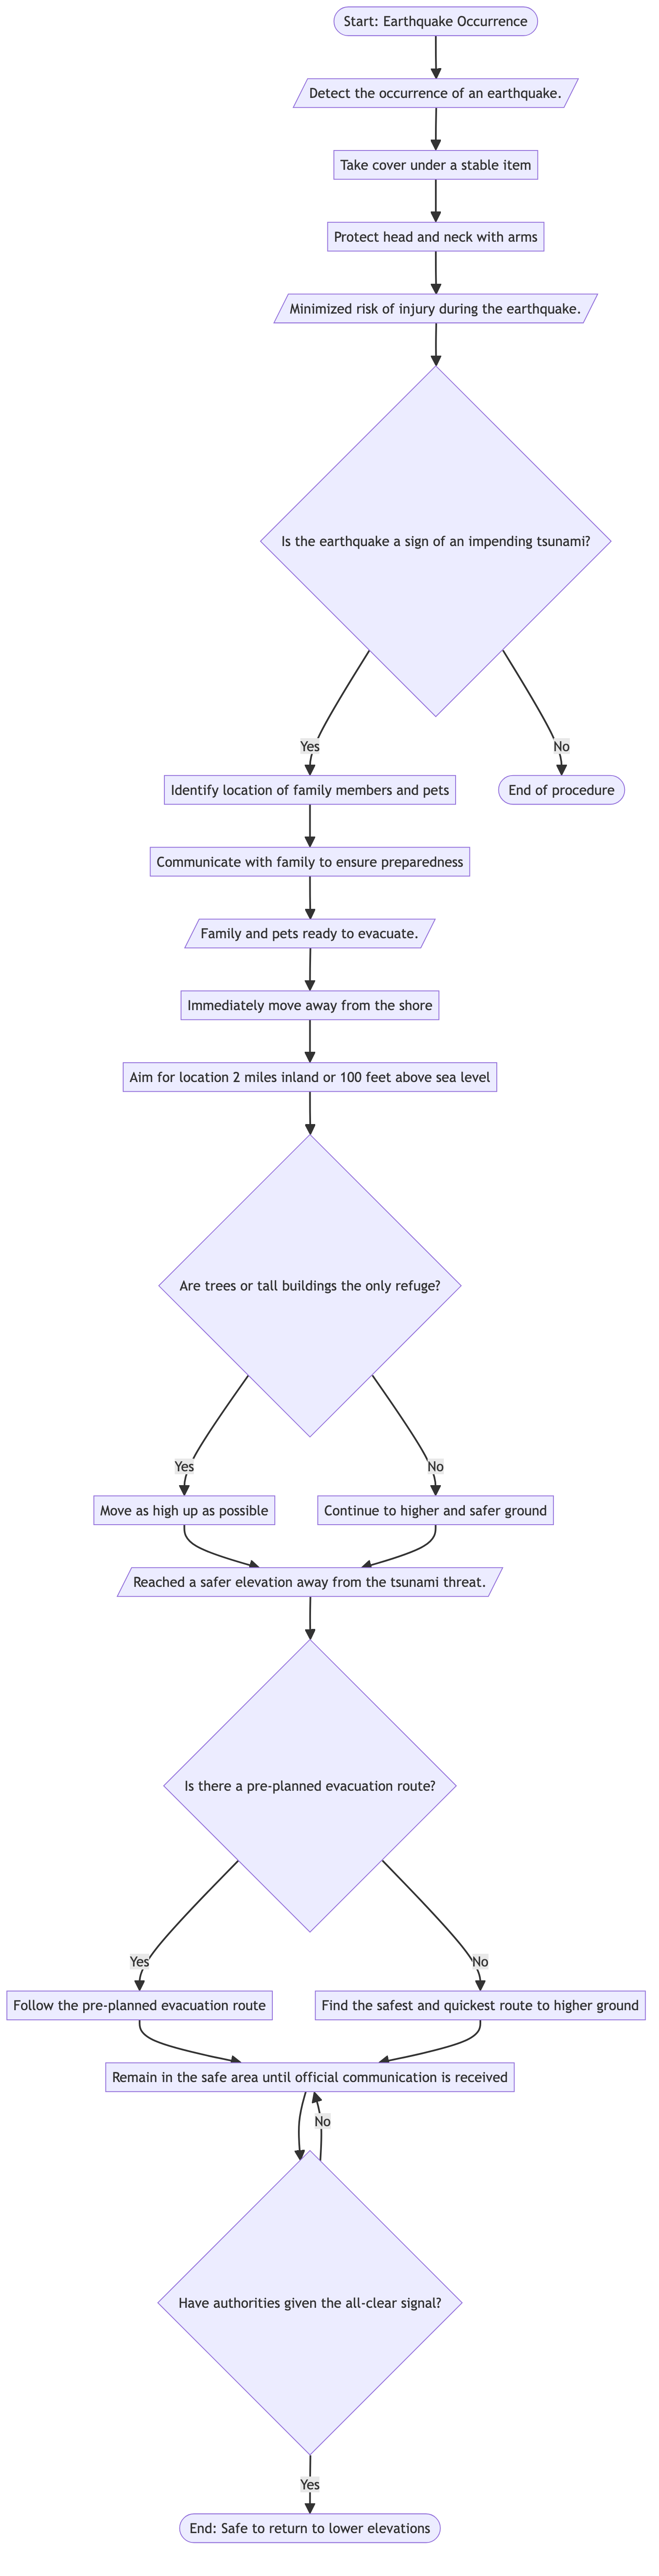 Start: Earthquake Occurrence
Detect the occurrence of an earthquake.
Take cover under a stable item
Protect head and neck with arms
Minimized risk of injury during the earthquake.
Is the earthquake a sign of an impending tsunami?
Yes
No
Identify location of family members and pets
End of procedure
Communicate with family to ensure preparedness
Family and pets ready to evacuate.
Immediately move away from the shore
Aim for location 2 miles inland or 100 feet above sea level
Are trees or tall buildings the only refuge?
Yes
No
Move as high up as possible
Continue to higher and safer ground
Reached a safer elevation away from the tsunami threat.
Is there a pre-planned evacuation route?
Yes
No
Follow the pre-planned evacuation route
Find the safest and quickest route to higher ground
Remain in the safe area until official communication is received
No
Have authorities given the all-clear signal?
Yes
End: Safe to return to lower elevations